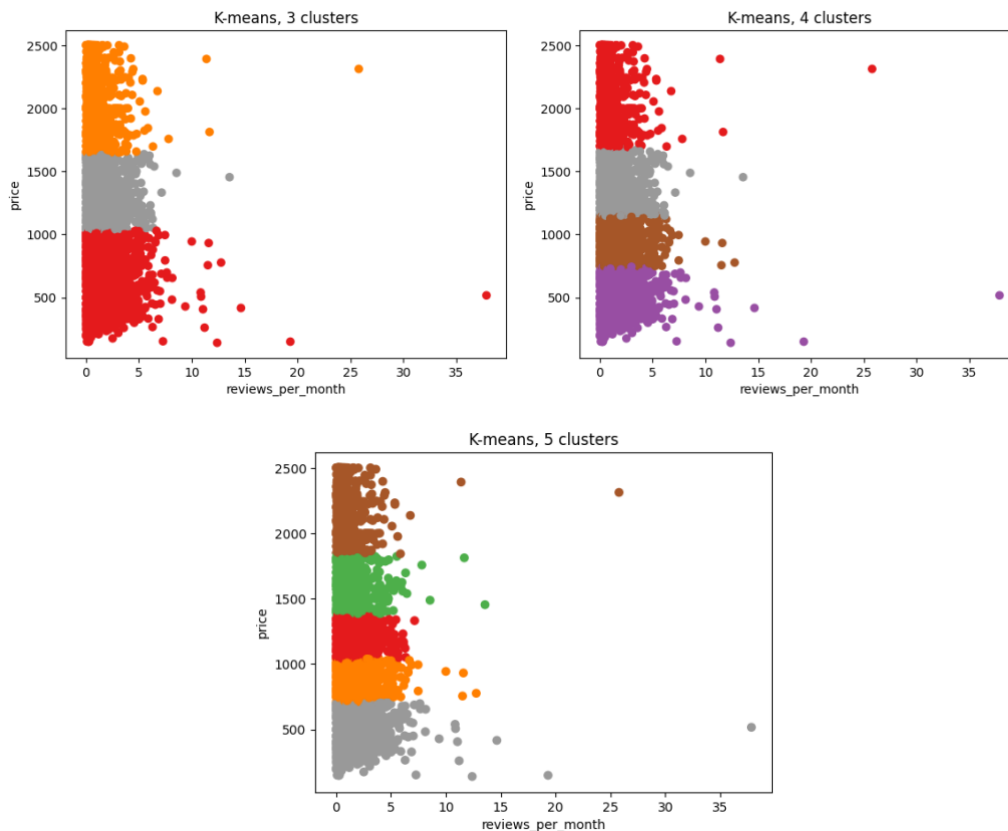 K-means, 3 clusters
price
2500
2000
1500
1000
500
0 5 10 15 20 25 30 35
reviews_per_month
K-means, 4 clusters
price
2500
2000
1500
1000
500
0 5 10 15 20 25 30 35
reviews_per_month
K-means, 5 clusters
price
2500
2000
1500
1000
500
0 5 10 15 20 25 30 35
reviews_per_month